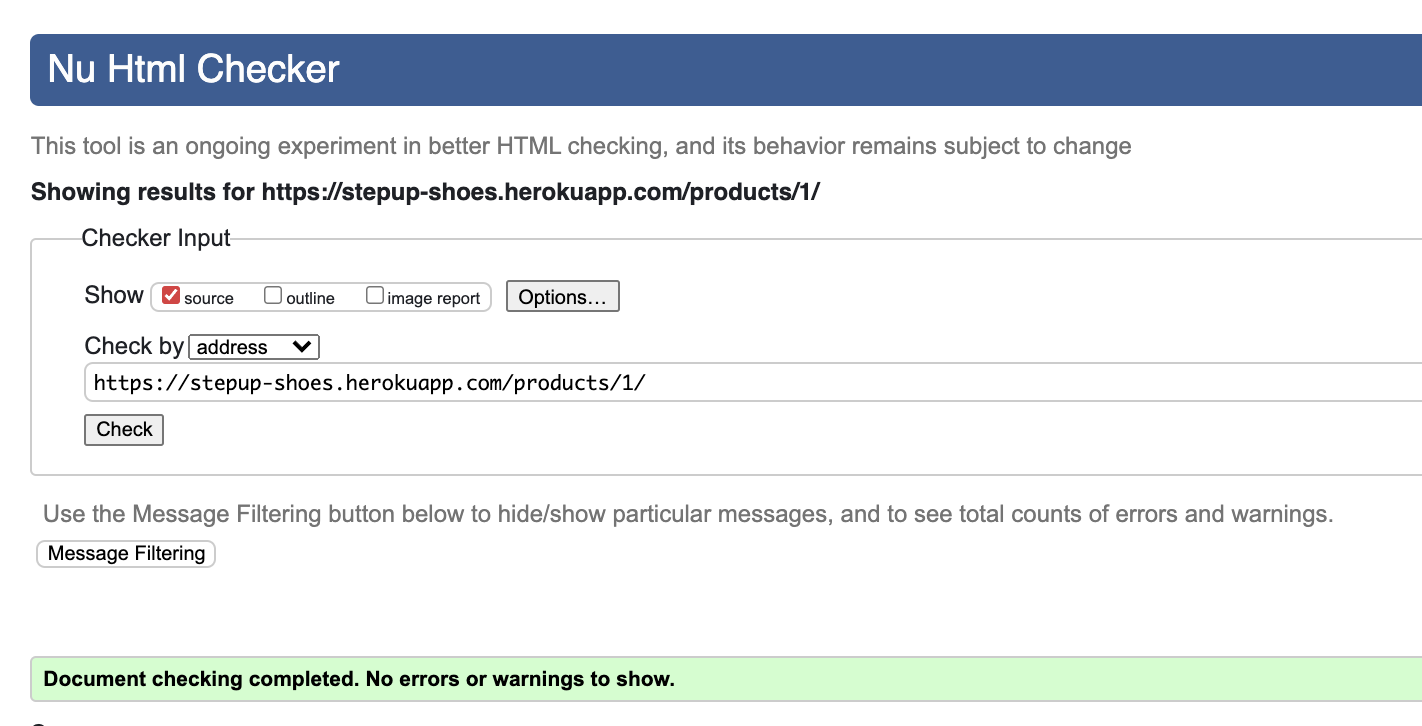 Nu Html Checker
This tool is an ongoing experiment in better HTML checking, and its behavior remains subject to change
Showing results for https://stepup-shoes.herokuapp.com/products/1/
Checker Input
Show source outline image report Options...
Check by address
https://stepup-shoes.herokuapp.com/products/1/
Check
Use the Message Filtering button below to hide/show particular messages, and to see total counts of errors and warnings.
Message Filtering
Document checking completed. No errors or warnings to show.